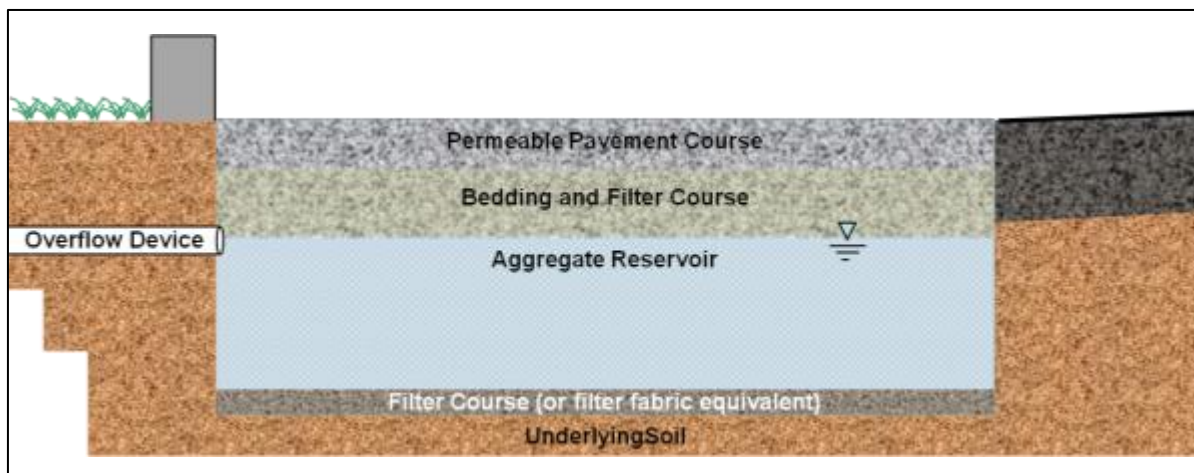 Permeable Pavement Course
Bedding and Filter Course
Overflow Device
Aggregate Reservoir
Filter Course (or filter fabric equivalent)
UnderlyingSoil